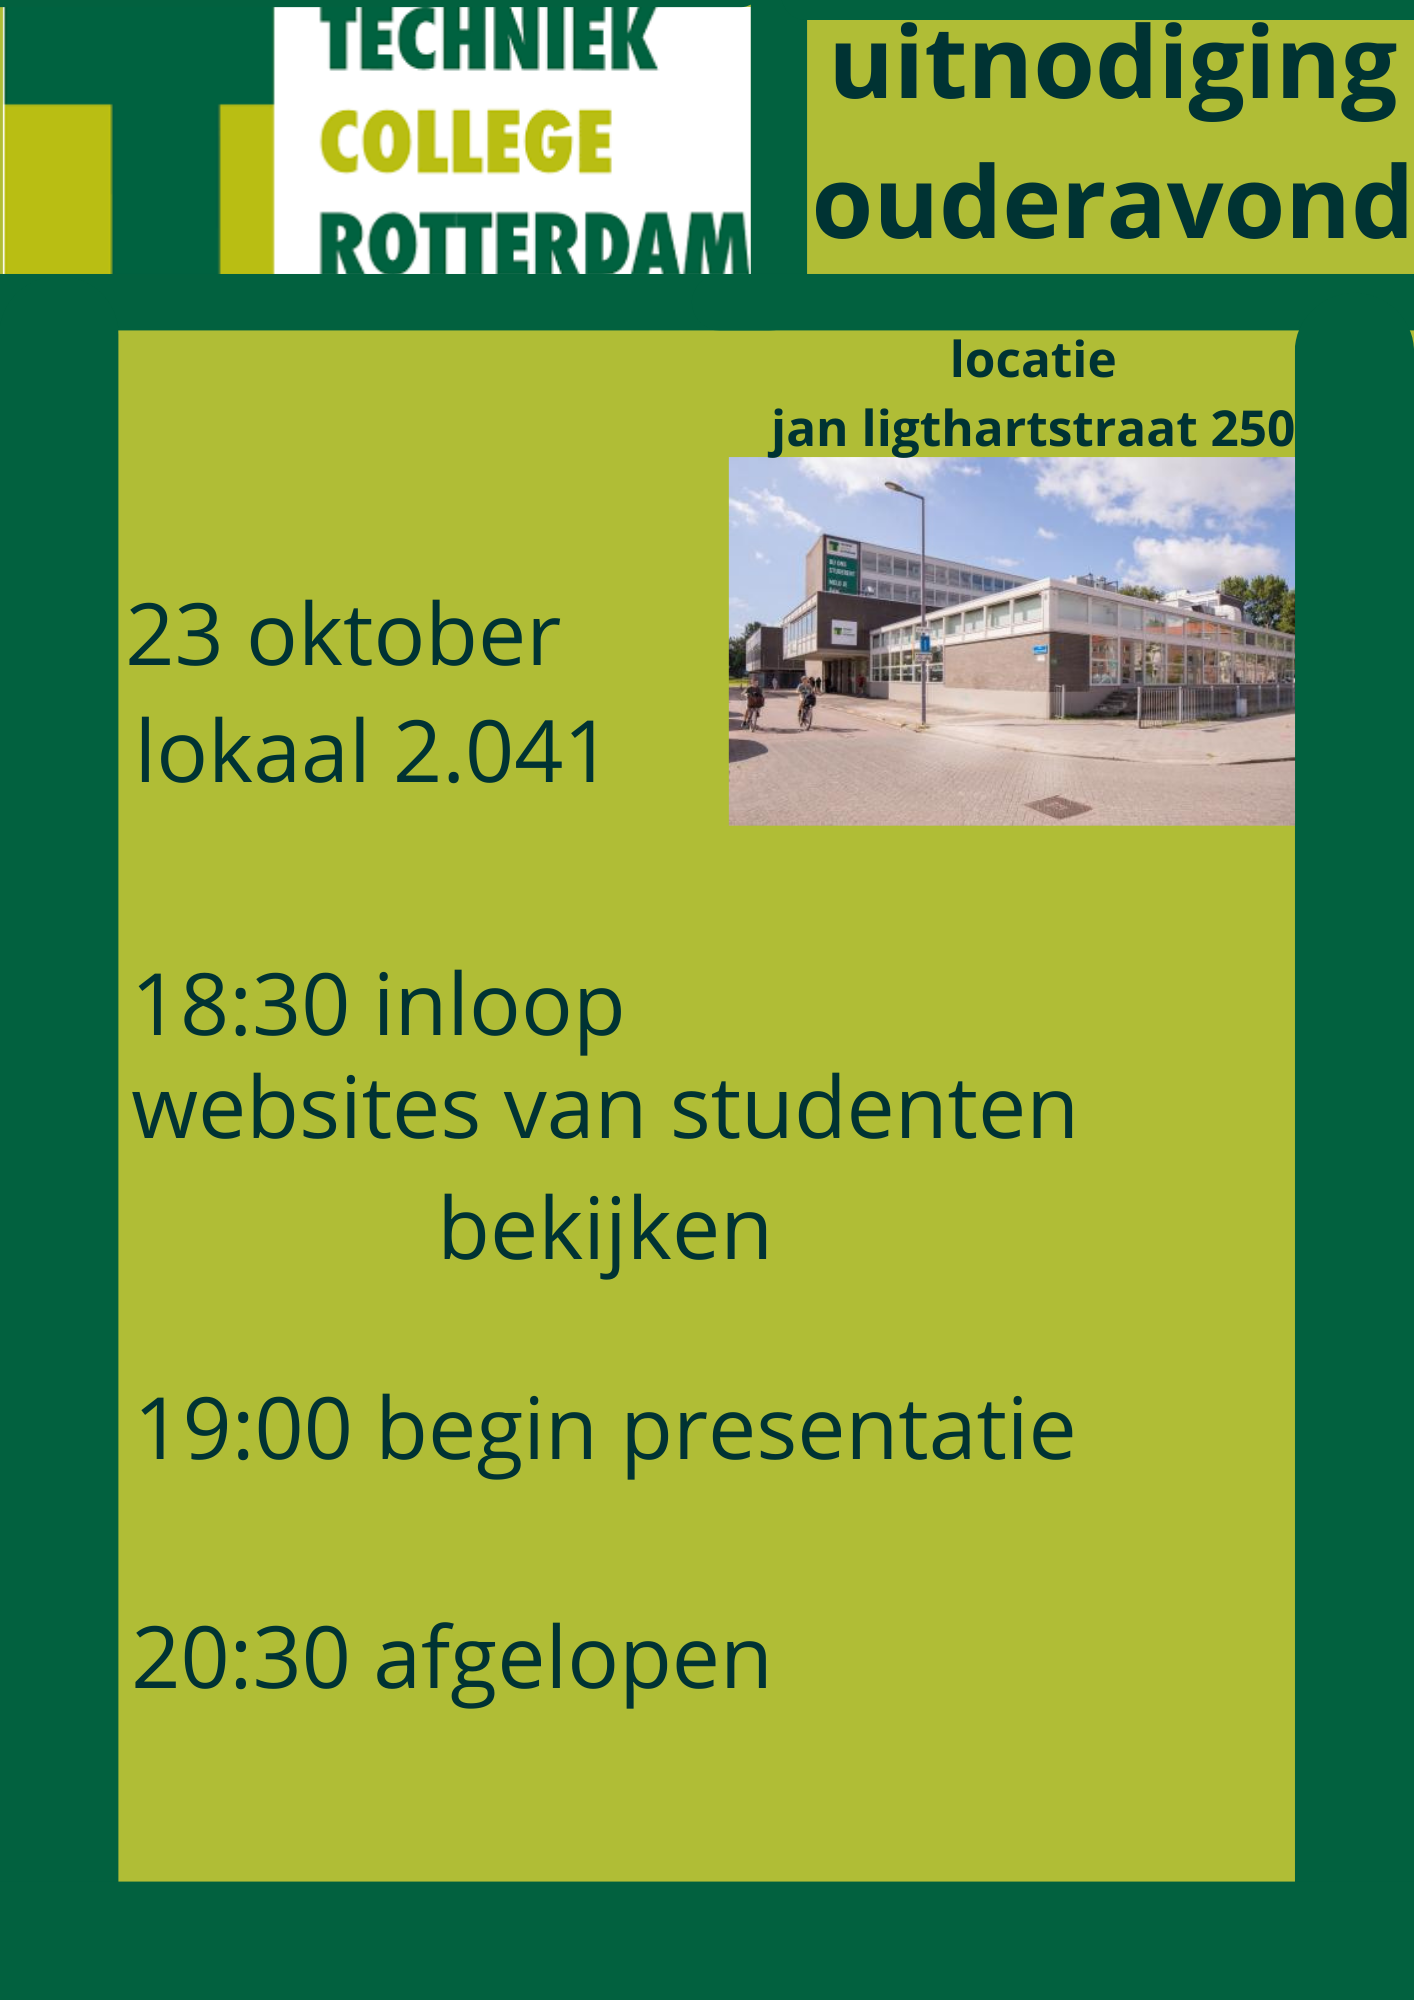 TECHNIEK
COLLEGE
ROTTERDAM
uitnodiging
ouderavond
locatie
jan ligthartstraat 250
23 oktober
lokaal 2.041
18:30 inloop
websites van studenten
bekijken
19:00 begin presentatie
20:30 afgelopen